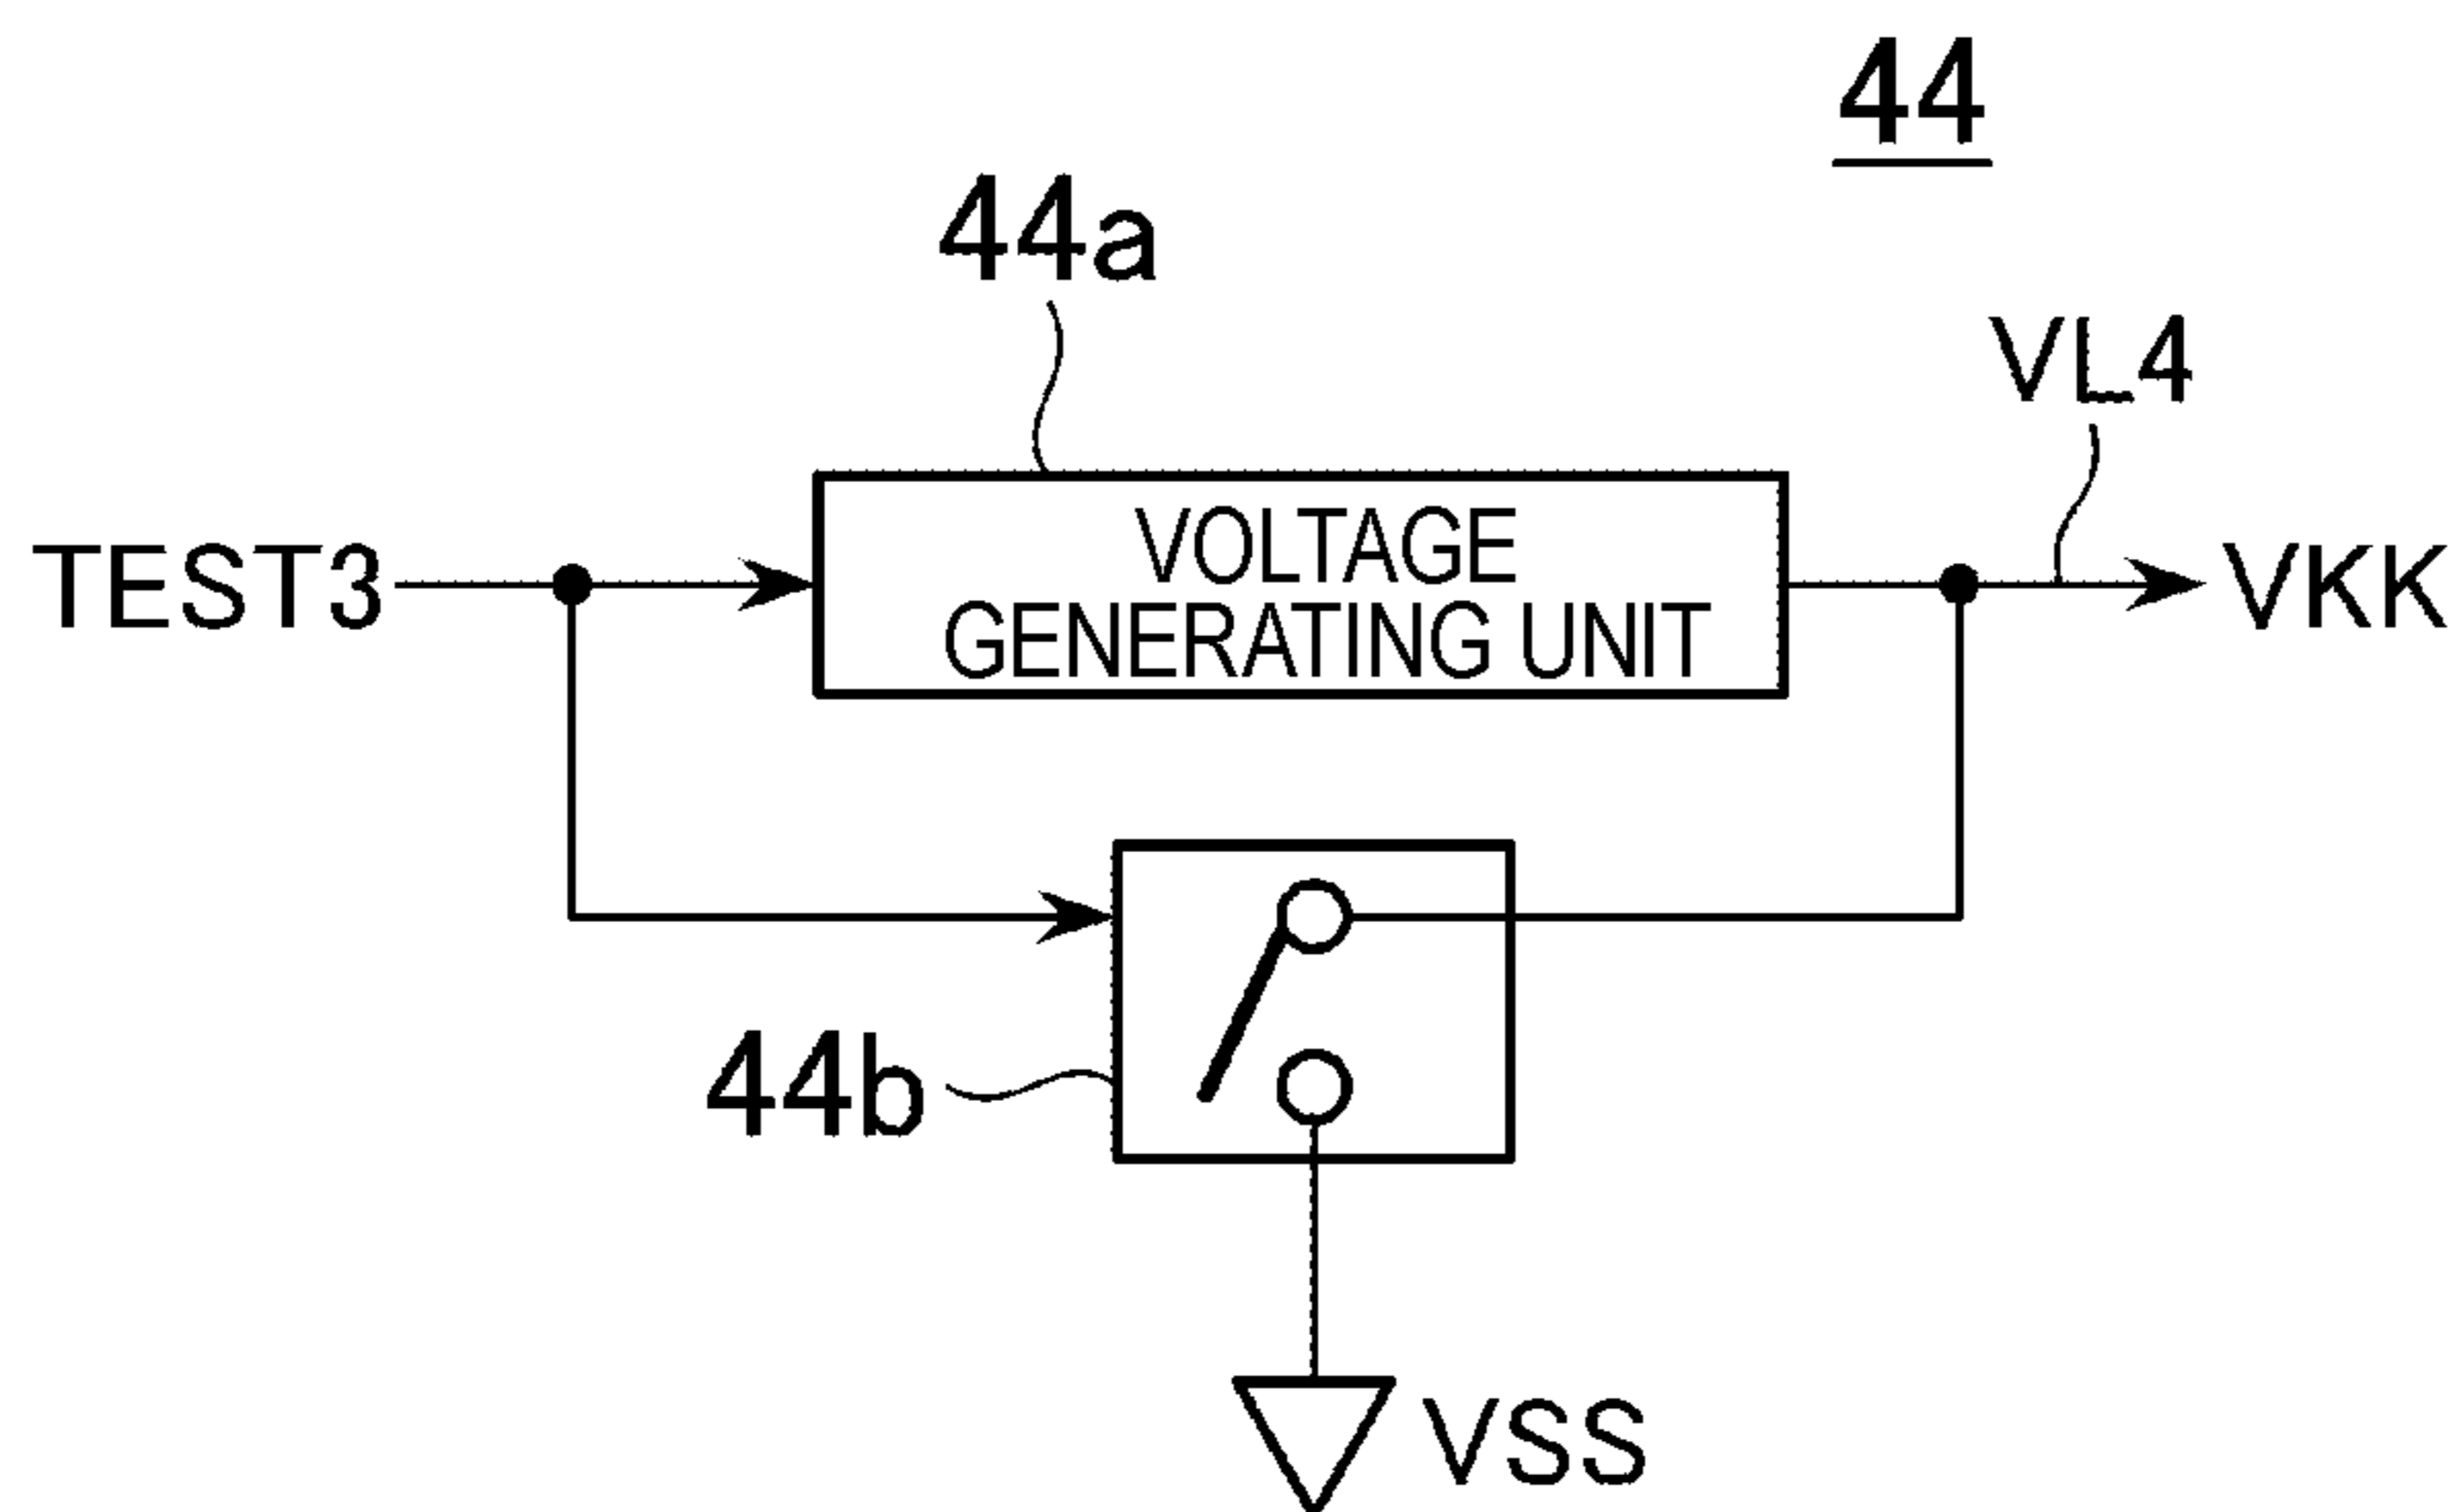 44
44a
VL4
TEST3
VOLTAGE
GENERATING UNIT
VKK
44b
VSS